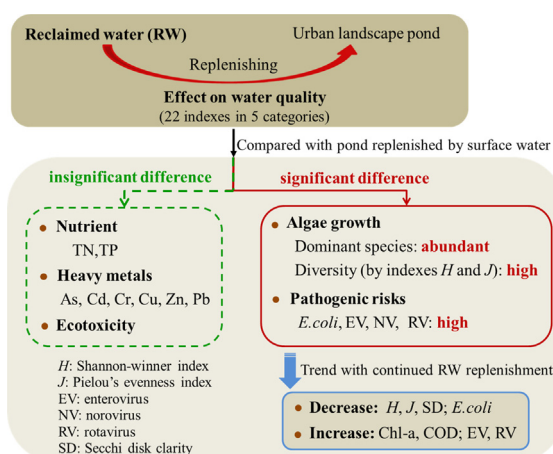 Reclaimed water (RW)
Urban landscape pond
Replenishing
Effect on water quality
(22 indexes in 5 categories)
Compared with pond replenished by surface water
insignificant difference
significant difference
• Nutrient
TN,TP
• Heavy metals
As, Cd, Cr, Cu, Zn, Pb
• Ecotoxicity
• Algae growth
Dominant species: abundant
Diversity (by indexes H and J): high
• Pathogenic risks
E.coli, EV, NV, RV: high
H: Shannon-winner index
J: Pielou's evenness index
EV: enterovirus
NV: norovirus
RV: rotavirus
SD: Secchi disk clarity
Trend with continued RW replenishment
• Decrease: H, J, SD; E.coli
• Increase: Chl-a, COD; EV, RV